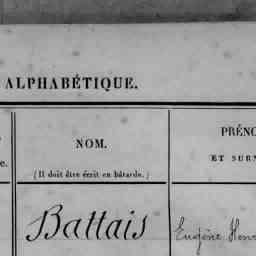 ALPHABÉTIQUE.
NOM.
PRÉNO
ET SURN
e.
(Il doit être écrit en bâtarde.)
Battais
Eugène Henr